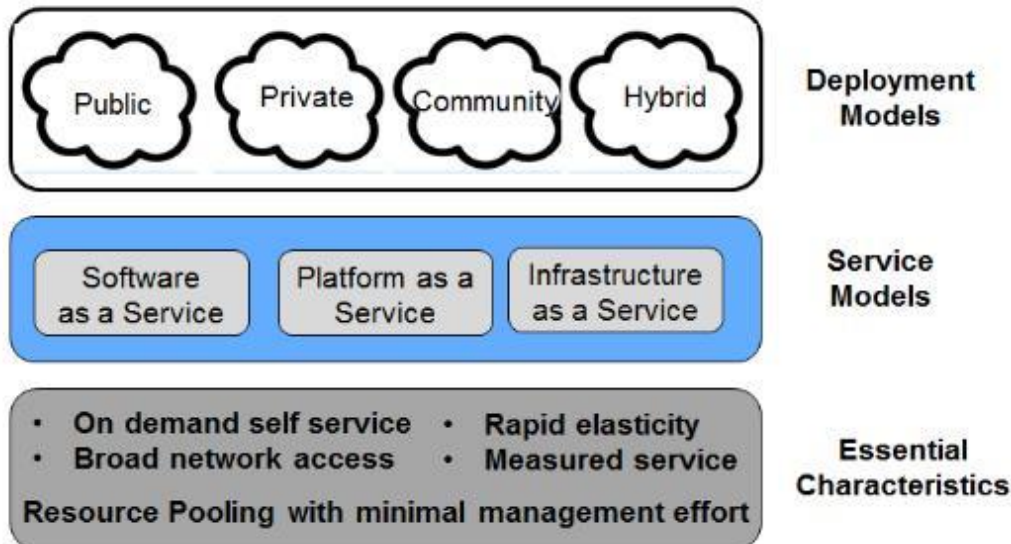 Public
Private
Community
Hybrid
Deployment
Models
Software
as a Service
Platform as a
Service
Infrastructure
as a Service
Service
Models
• On demand self service
• Broad network access
• Rapid elasticity
• Measured service
Resource Pooling with minimal management effort
Essential
Characteristics